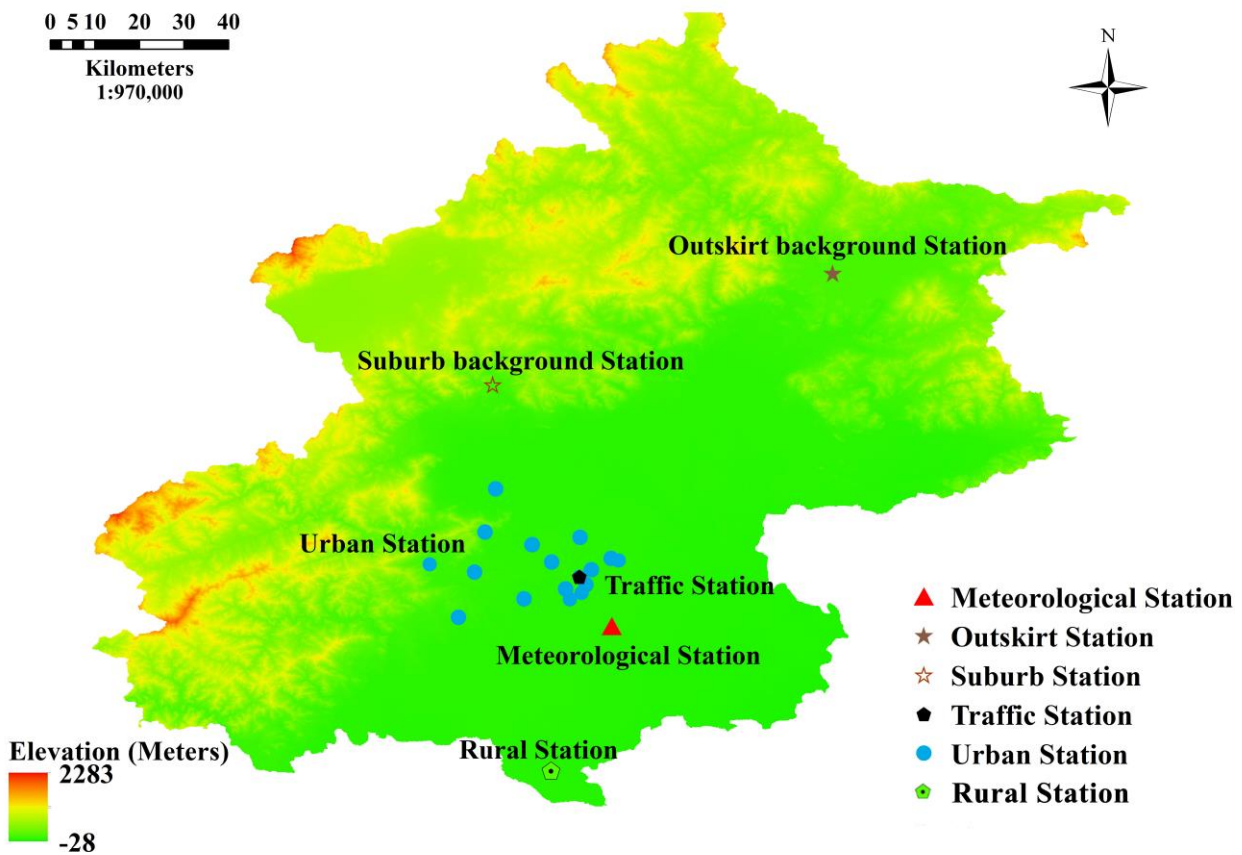 0 5 10 20 30 40
Kilometers
1:970,000
N
Outskirt background Station
Suburb background Station
Urban Station
Traffic Station
Meteorological Station
Rural Station
Meteorological Station
Outskirt Station
Suburb Station
Traffic Station
Urban Station
Rural Station
Elevation (Meters)
2283
-28